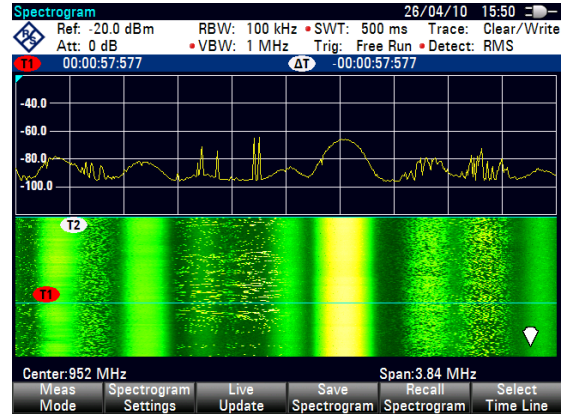 Spectrogram 26/04/10 15:50
Ref: -20.0 dBm RBW: 100 kHz SWT: 500 ms Trace: Clear/Write
Att: 0 dB VBW: 1 MHz Trig: Free Run Detect: RMS
T1 00:00:57:577 ΔT -00:00:57:577
-40.0
-60.0
-80.0
-100.0
T2
T1
Center:952 MHz Span:3.84 MHz
Meas Mode Spectrogram Settings Live Update Save Spectrogram Recall Spectrogram Select Time Line